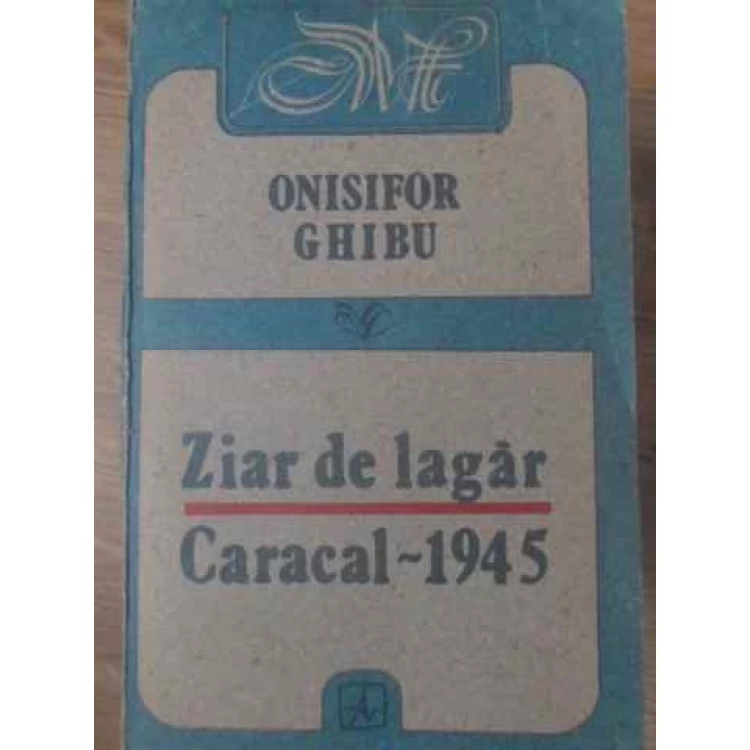 ONISIFOR
GHIBU
Ziar de lagăr
Caracal~1945